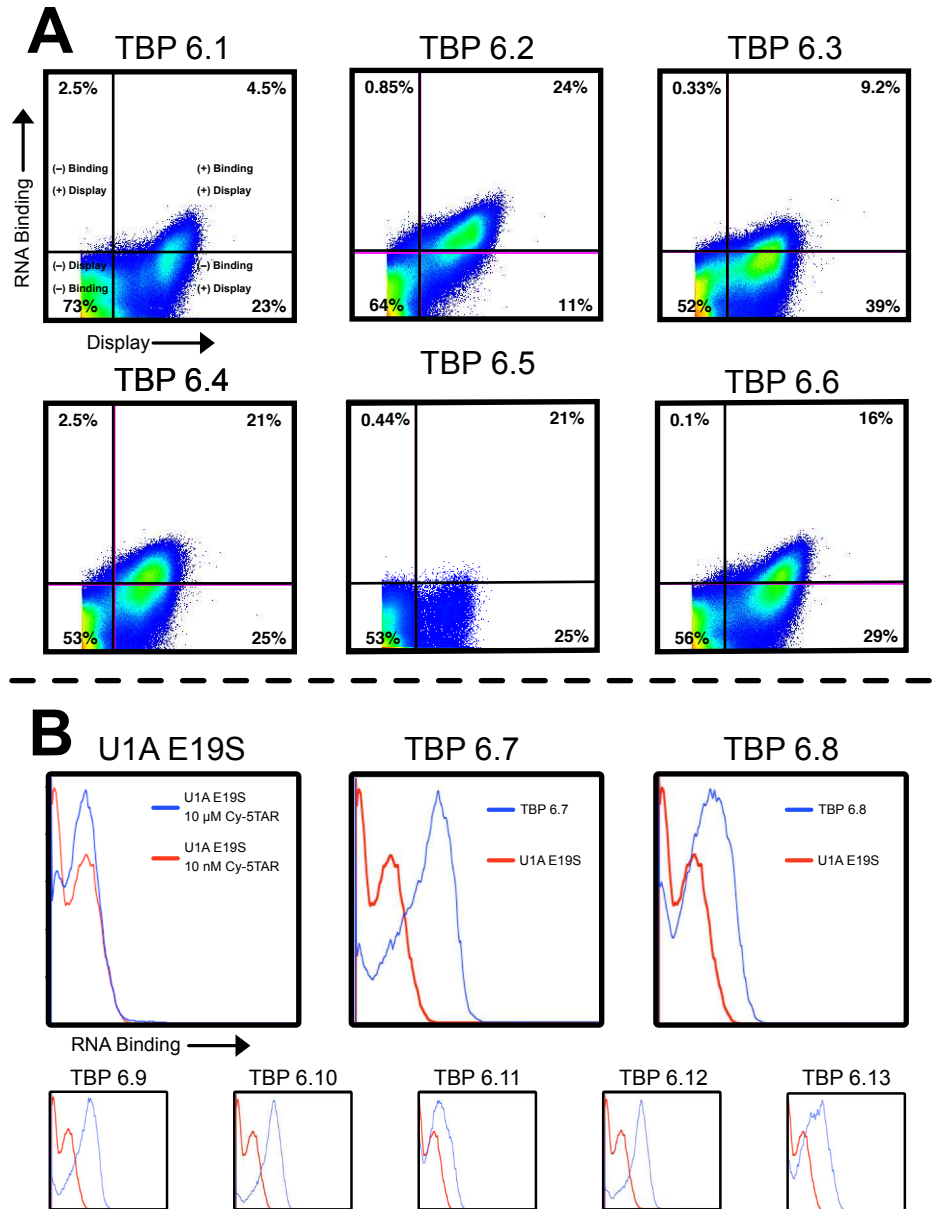 A
TBP 6.1
TBP 6.2
TBP 6.3
2.5%
4.5%
0.85%
24%
0.33%
9.2%
RNA Binding
(–) Binding
(+) Binding
(+) Display
(+) Display
(–) Display
(–) Binding
(–) Binding
(+) Display
73%
23%
64%
11%
52%
39%
Display
TBP 6.4
TBP 6.5
TBP 6.6
2.5%
21%
0.44%
21%
0.1%
16%
53%
25%
53%
25%
56%
29%
B
U1A E19S
TBP 6.7
TBP 6.8
U1A E19S
10 µM Cy-5TAR
U1A E19S
10 nM Cy-5TAR
TBP 6.7
U1A E19S
TBP 6.8
U1A E19S
RNA Binding
TBP 6.9
TBP 6.10
TBP 6.11
TBP 6.12
TBP 6.13